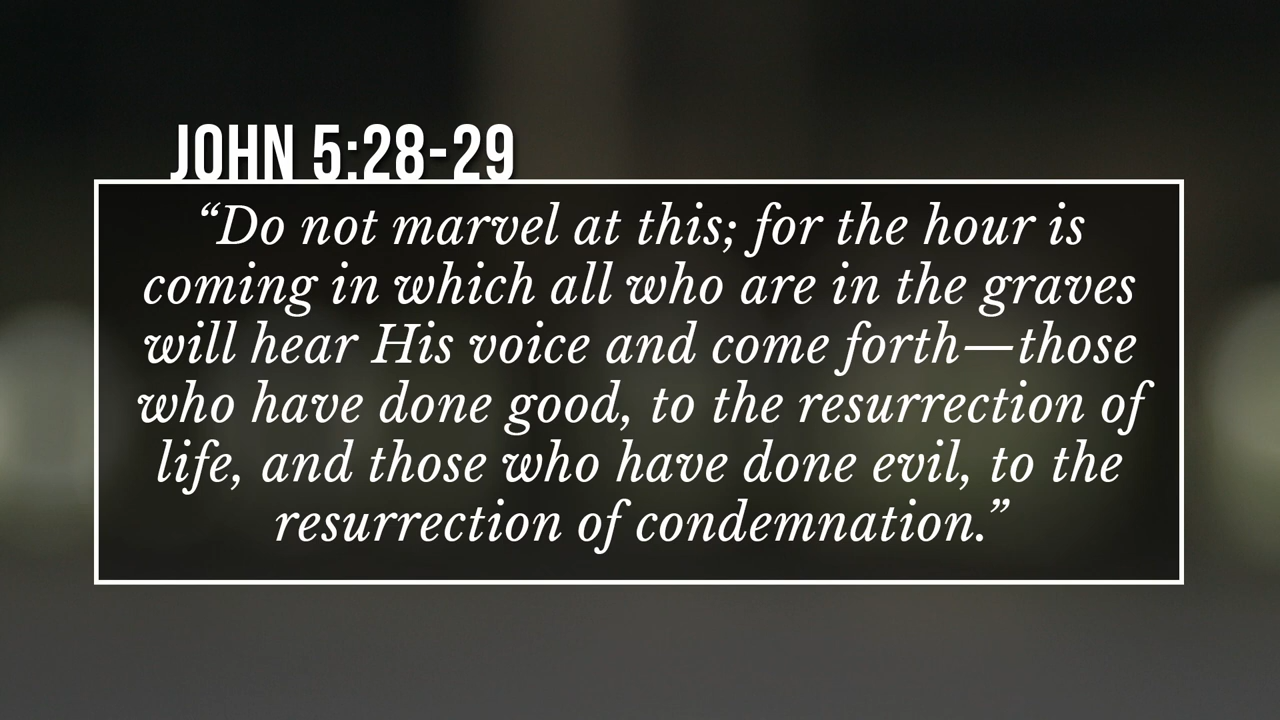 JOHN 5:28-29
“Do not marvel at this; for the hour is
coming in which all who are in the graves
will hear His voice and come forth—those
who have done good, to the resurrection of
life, and those who have done evil, to the
resurrection of condemnation.”